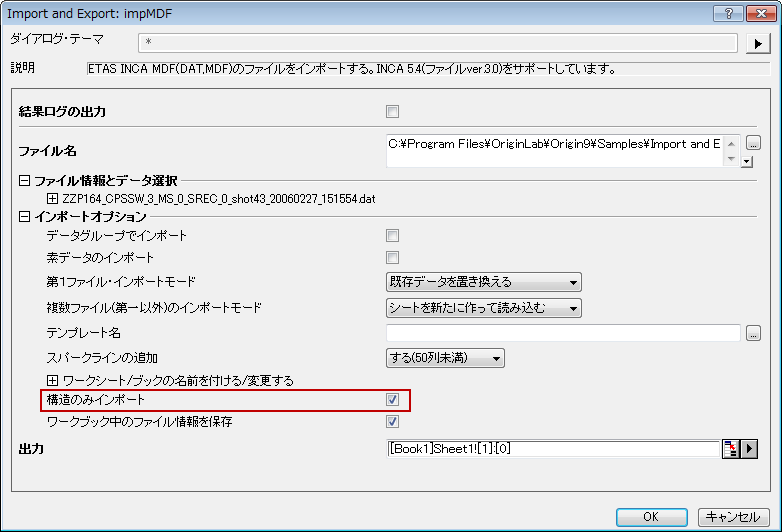 Import and Export: impMDF
ダイアログ・テーマ *
説明 ETAS INCA MDF(DAT,MDF)のファイルをインポートする。INCA 5.4(ファイルver.3.0)をサポートしています。
結果ログの出力
ファイル名 C:¥Program Files¥OriginLab¥Origin9¥Samples¥Import and E
ファイル情報とデータ選択
ZZP164_CPSSW_3_MS_0_SREC_0_shot43_20060227_151554.dat
インポートオプション
データグループでインポート
素データのインポート
第1ファイル・インポートモード 既存データを置き換える
複数ファイル(第一以外)のインポートモード シートを新たに作って読み込む
テンプレート名
スパークラインの追加 する(50列未満)
ワークシート/ブックの名前を付ける/変更する
構造のみインポート
ワークブック中のファイル情報を保存
出力 [Book1]Sheet1![1]:[0]
OK キャンセル